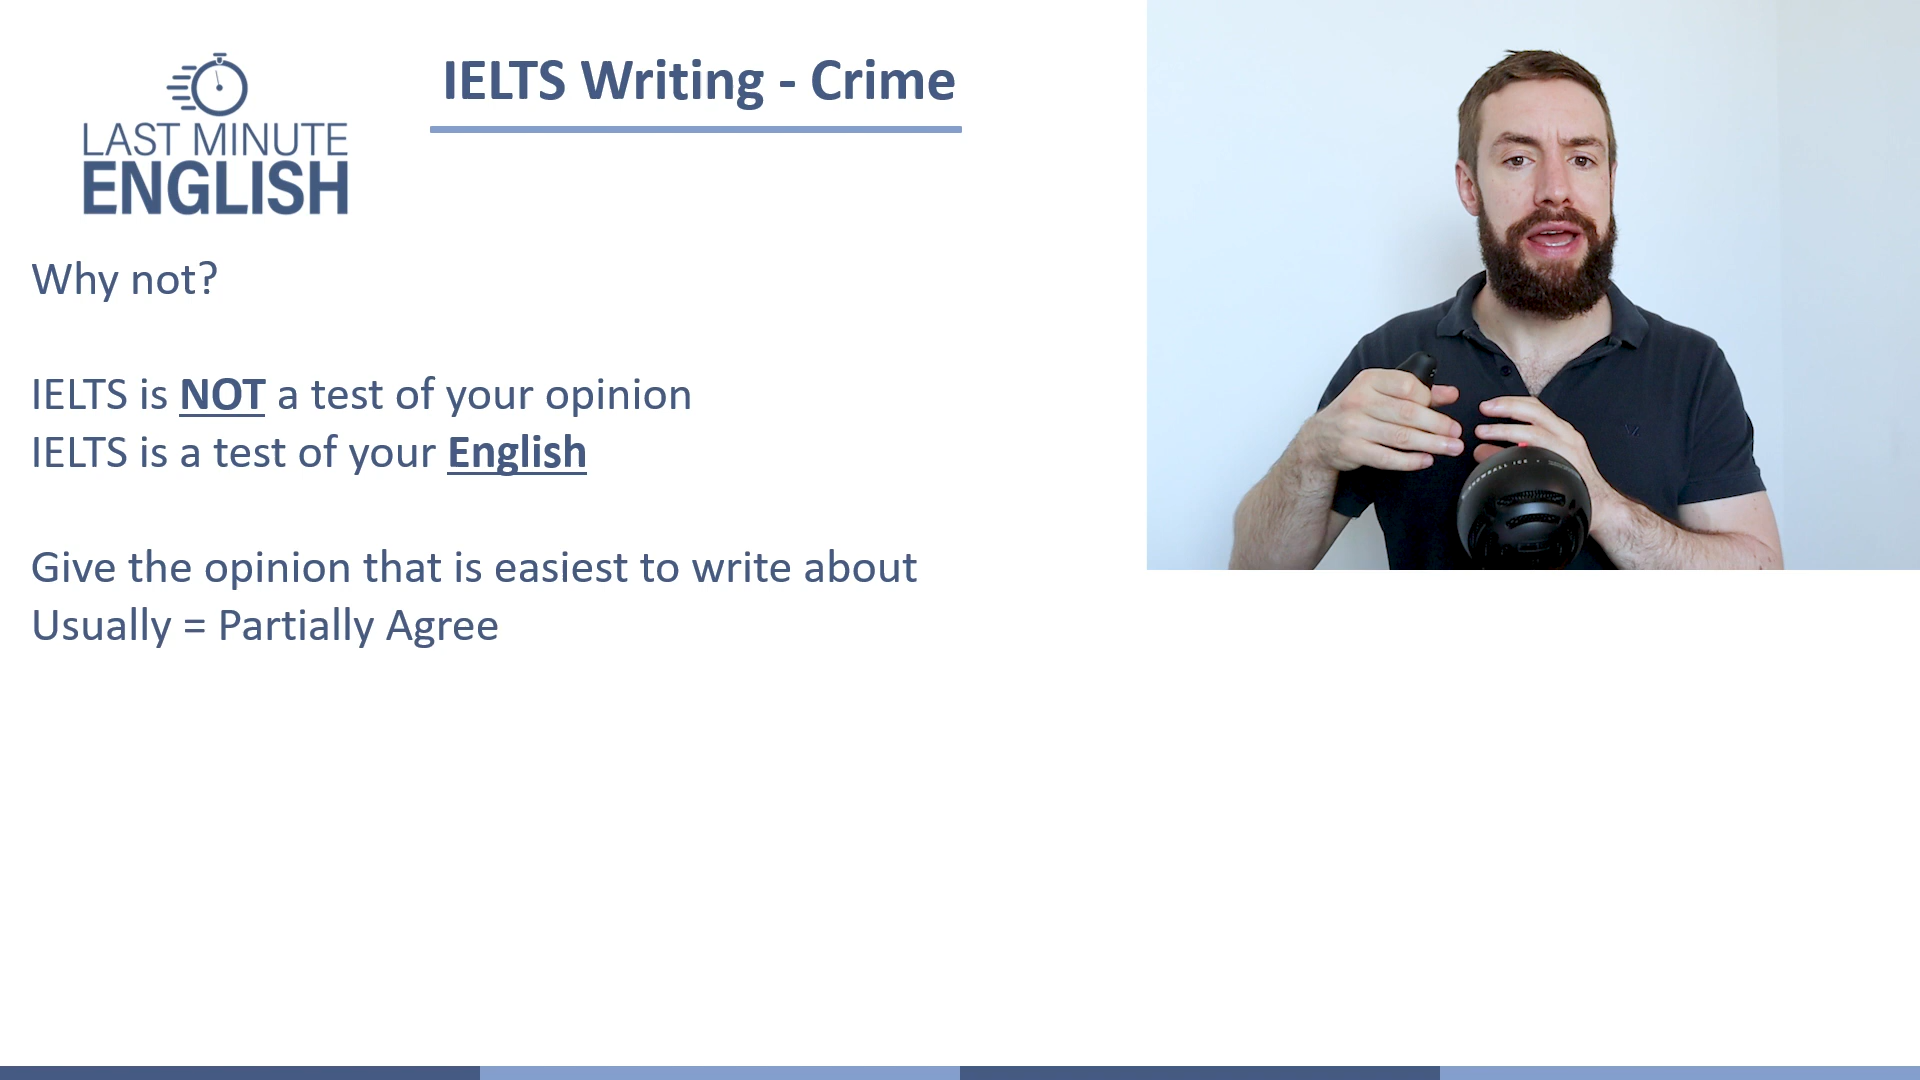 LAST MINUTE
ENGLISH
IELTS Writing - Crime
Why not?
IELTS is NOT a test of your opinion
IELTS is a test of your English
Give the opinion that is easiest to write about
Usually = Partially Agree